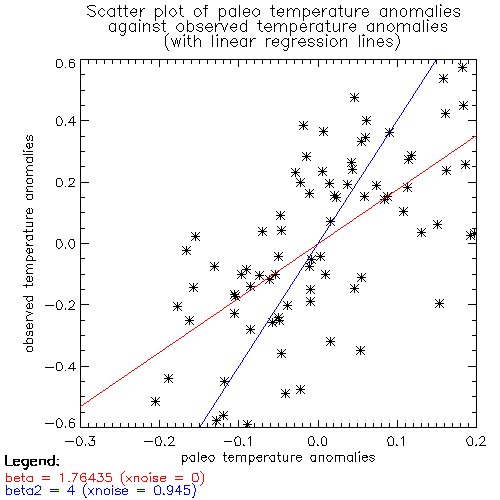 Scatter plot of paleo temperature anomalies
against observed temperature anomalies
(with linear regression lines)
0.6
0.4
0.2
0.0
−0.2
−0.4
−0.6
observed temperature anomalies
−0.3
−0.2
−0.1
0.0
0.1
0.2
paleo temperature anomalies
Legend:
beta = 1.76435 (xnoise = 0)
beta2 = 4 (xnoise = 0.945)